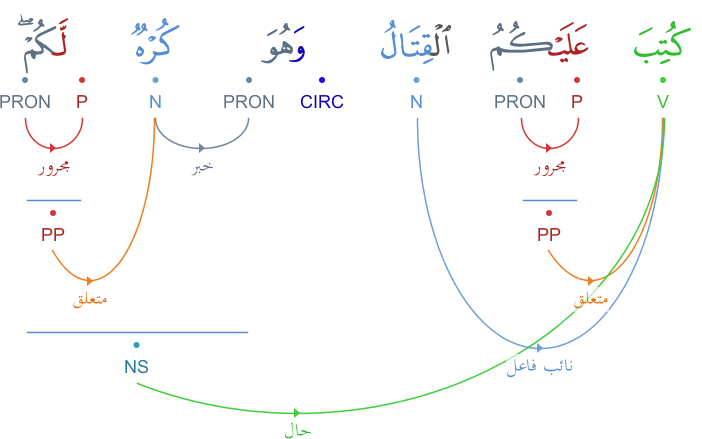 كُتِبَ عَلَيْكُمُ ٱلْقِتَالُ وَهُوَ كُرْهٌ لَّكُمْ ۖ
V P PRON N CIRC PRON N P PRON
مجرور خبر مجرور
PP PP
متعلق متعلق
نائب فاعل
NS
حال